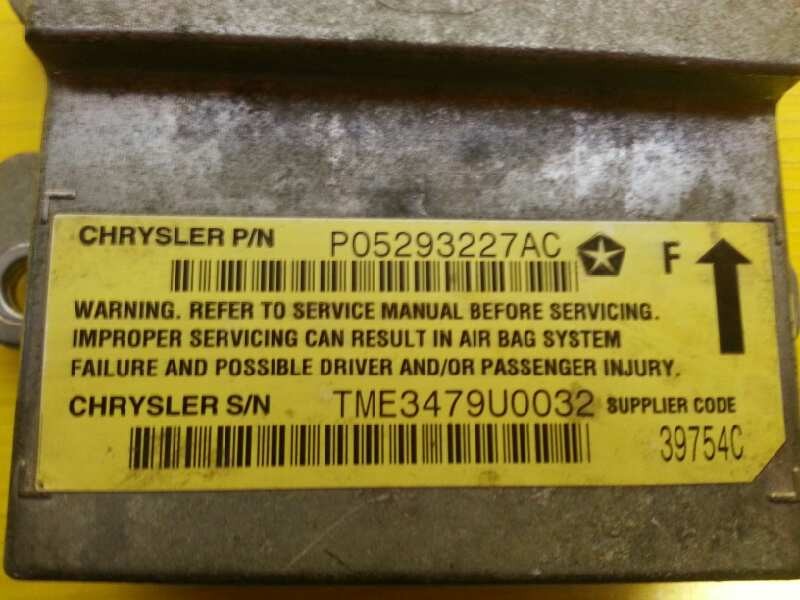 CHRYSLER P/N P05293227AC F
WARNING. REFER TO SERVICE MANUAL BEFORE SERVICING.
IMPROPER SERVICING CAN RESULT IN AIR BAG SYSTEM
FAILURE AND POSSIBLE DRIVER AND/OR PASSENGER INJURY.
CHRYSLER S/N TME3479U0032 SUPPLIER CODE
39754C